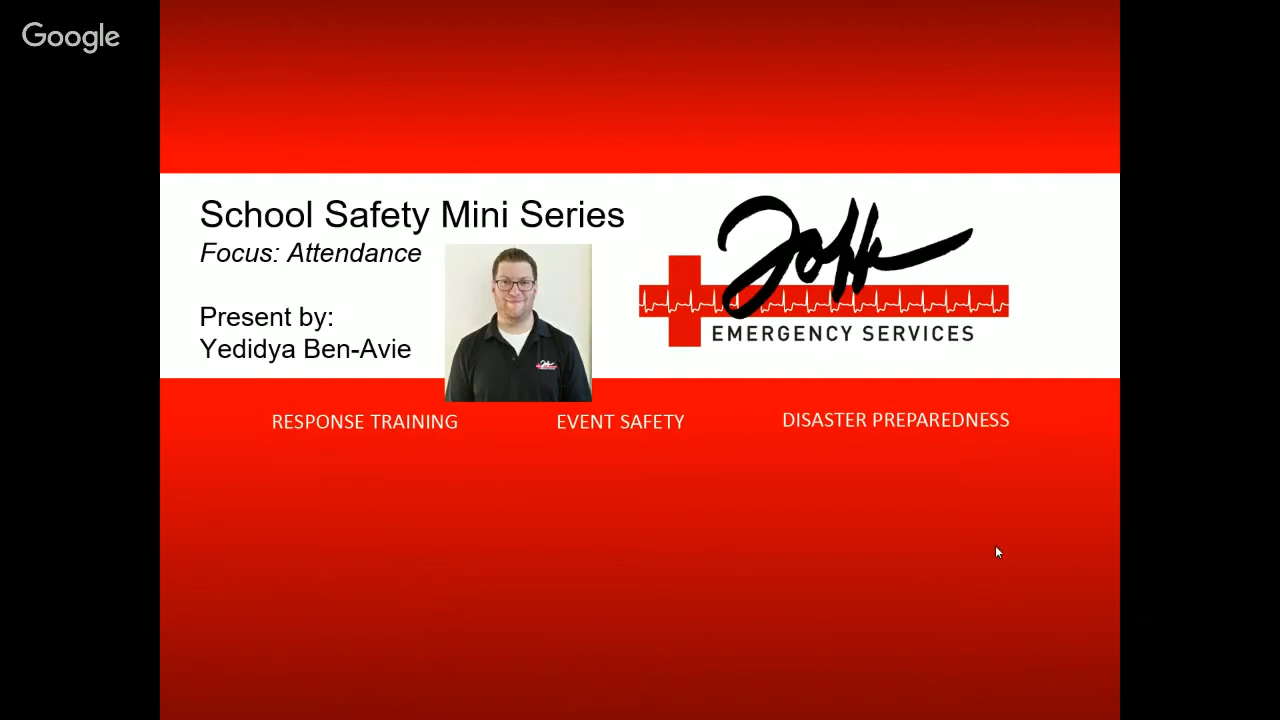 Google
School Safety Mini Series
Focus: Attendance
Present by:
Yedidya Ben-Avie
Joffe
EMERGENCY SERVICES
RESPONSE TRAINING
EVENT SAFETY
DISASTER PREPAREDNESS